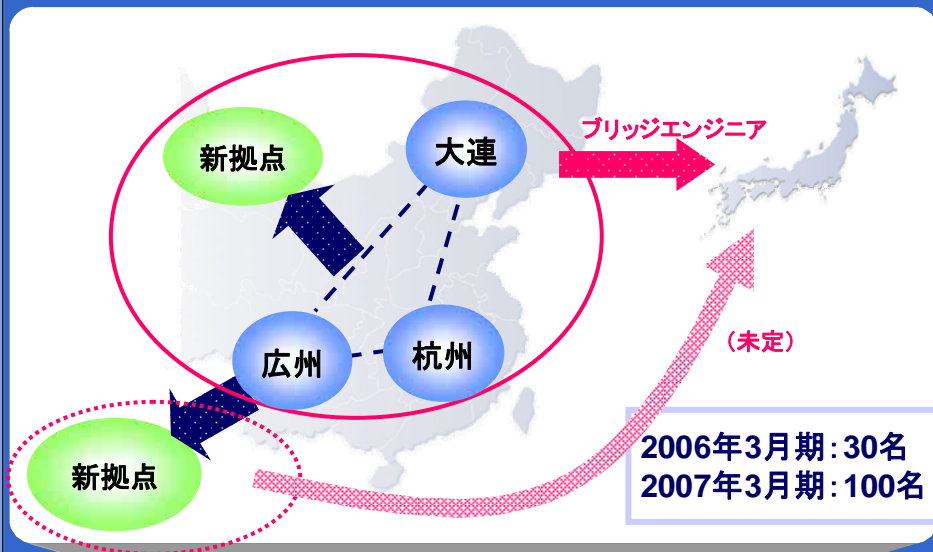 ブリッジエンジニア
新拠点
大連
広州
杭州
(未定)
新拠点
2006年3月期:30名
2007年3月期:100名